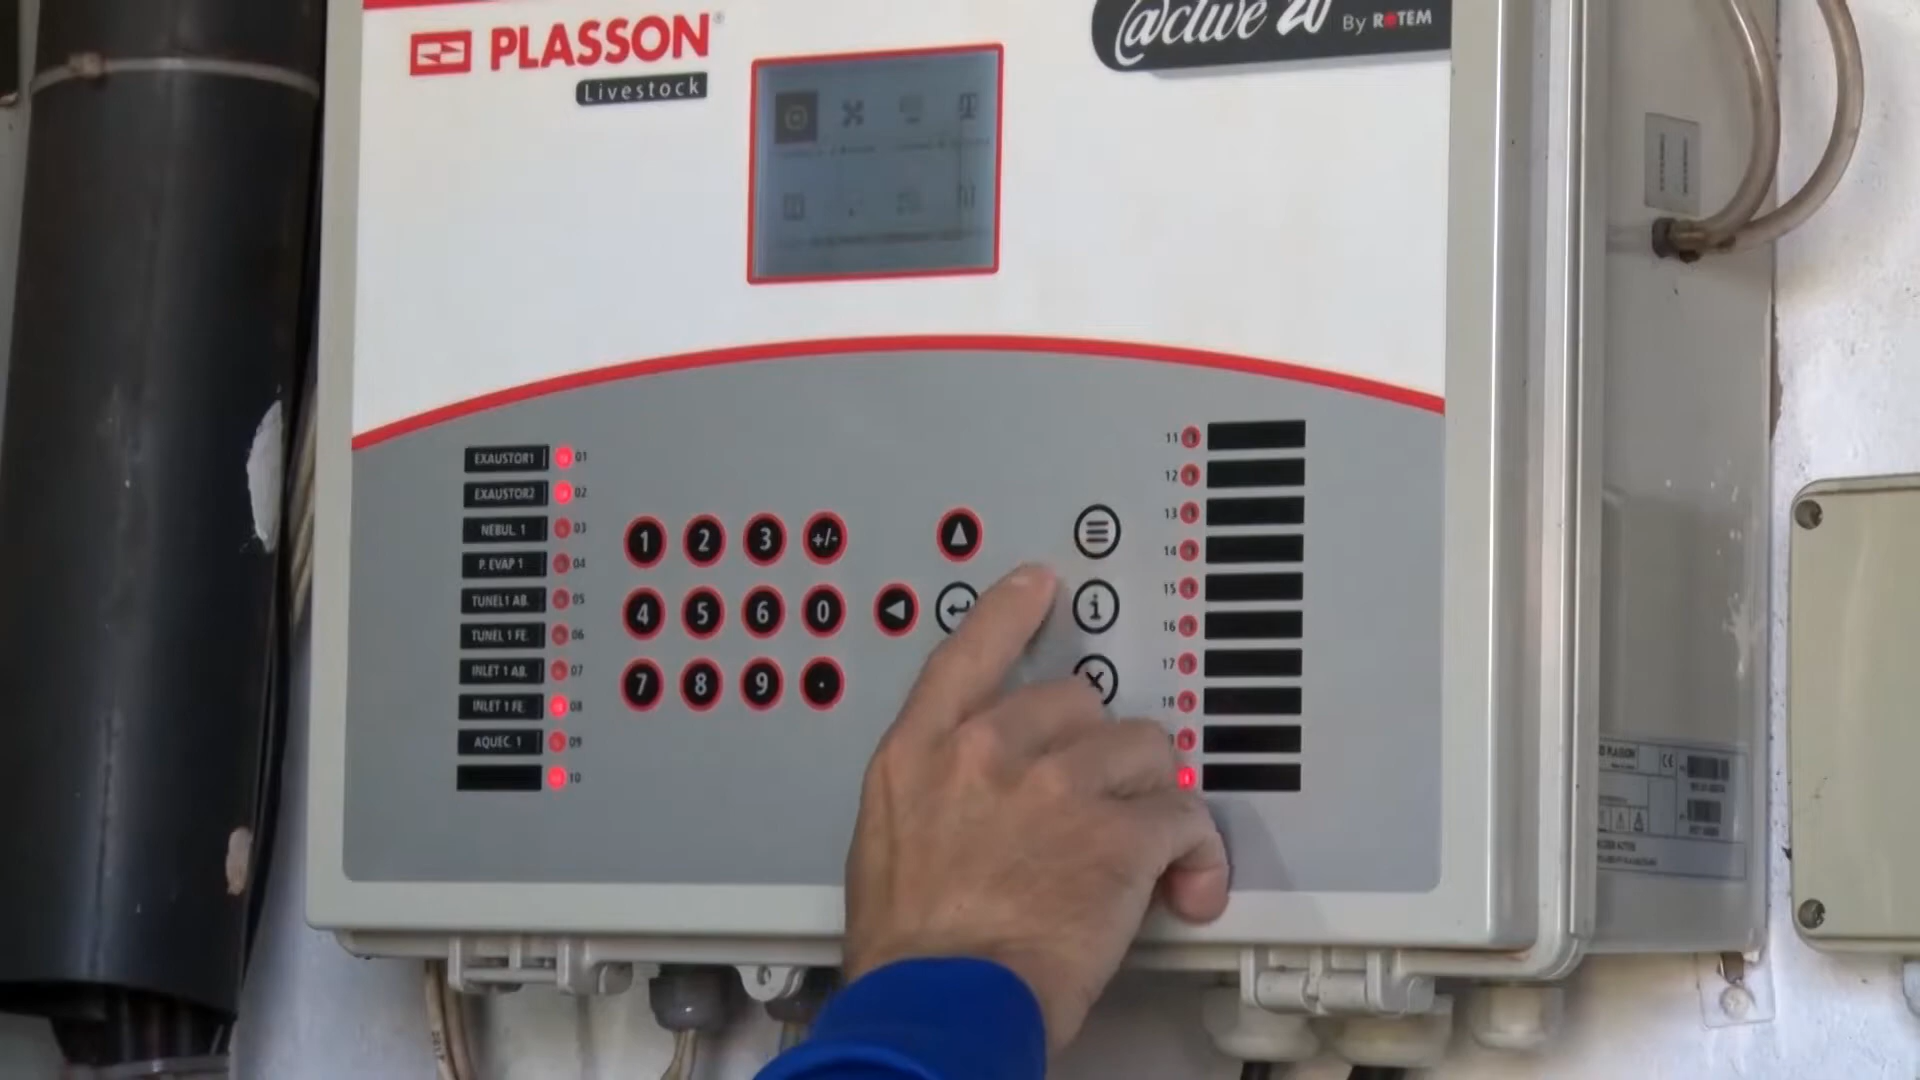 PLASSON®
Livestock
@ctive 20 By ROTEM
EXAUSTOR1 01
EXAUSTOR2 02
NEBUL. 1 03
P. EVAP 1 04
TUNEL1 AB. 05
TUNEL 1 FE. 06
INLET 1 AB. 07
INLET 1 FE. 08
AQUEC. 1 09
10
1 2 3 +/-
4 5 6 0
7 8 9 .
i
11
12
13
14
15
16
17
18
PLASSON
CE